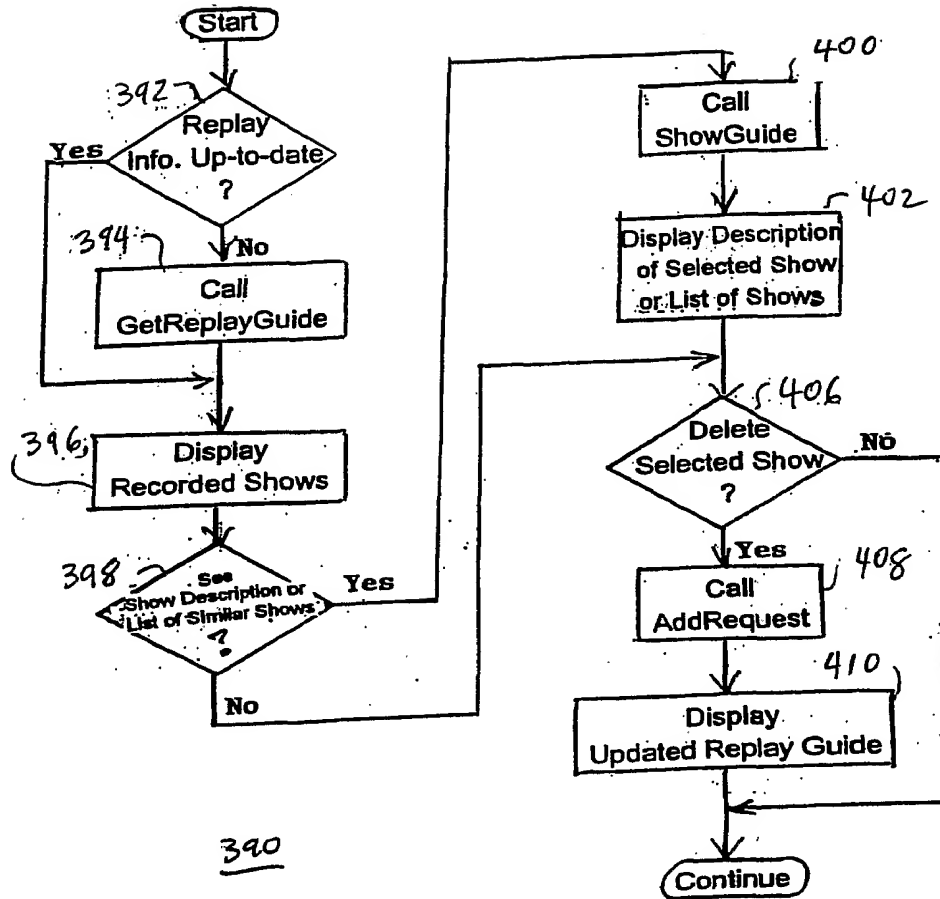 Start
392
Replay
Info. Up-to-date
?
Yes
No
394
Call
GetReplayGuide
396
Display
Recorded Shows
398
See
Show Description or
List of Similar Shows
?
Yes
No
400
Call
ShowGuide
402
Display Description
of Selected Show
or List of Shows
406
Delete
Selected Show
?
No
Yes
408
Call
AddRequest
410
Display
Updated Replay Guide
Continue
390